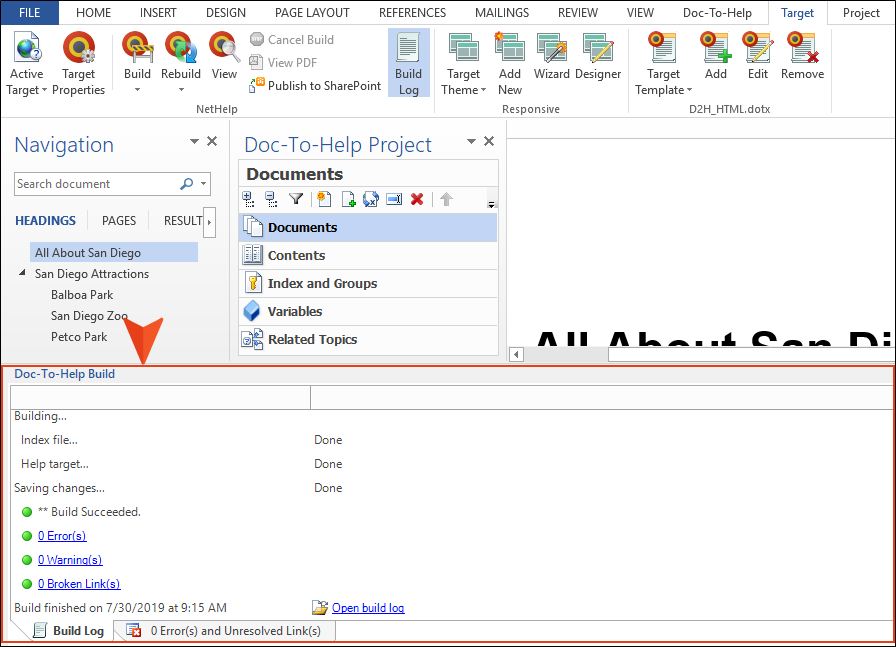 FILE HOME INSERT DESIGN PAGE LAYOUT REFERENCES MAILINGS REVIEW VIEW Doc-To-Help Target Project
Active Target
Target Properties
Build
Rebuild
View
Cancel Build
View PDF
Publish to SharePoint
Build Log
Target Theme
Add New
Wizard
Designer
Target Template
Add
Edit
Remove
NetHelp
Responsive
D2H_HTML.dotx
Navigation
Search document
HEADINGS PAGES RESULT
All About San Diego
San Diego Attractions
Balboa Park
San Diego Zoo
Petco Park
Doc-To-Help Project
Documents
Documents
Contents
Index and Groups
Variables
Related Topics
All About San Di
Doc-To-Help Build
Building...
Index file... Done
Help target... Done
Saving changes... Done
** Build Succeeded.
0 Error(s)
0 Warning(s)
0 Broken Link(s)
Build finished on 7/30/2019 at 9:15 AM Open build log
Build Log 0 Error(s) and Unresolved Link(s)